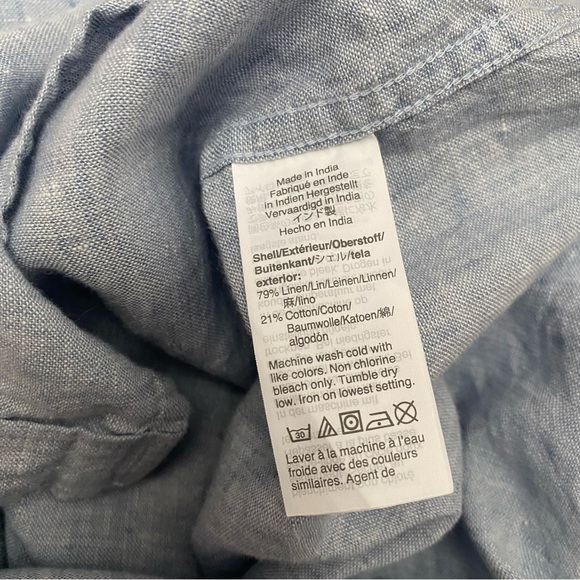 Made in India
Fabriqué en Inde
in Indien Hergestellt
Vervaardigd in India
インド製
Hecho en India
Shell/Extérieur/Oberstoff/
Buitenkant/シェル/tela
exterior:
79% Linen/Lin/Leinen/Linnen/
麻/lino
21% Cotton/Coton/
Baumwolle/Katoen/綿/
algodón
Machine wash cold with
like colors. Non chlorine
bleach only. Tumble dry
low. Iron on lowest setting.
30
Laver à la machine à l'eau
froide avec des couleurs
similaires. Agent de